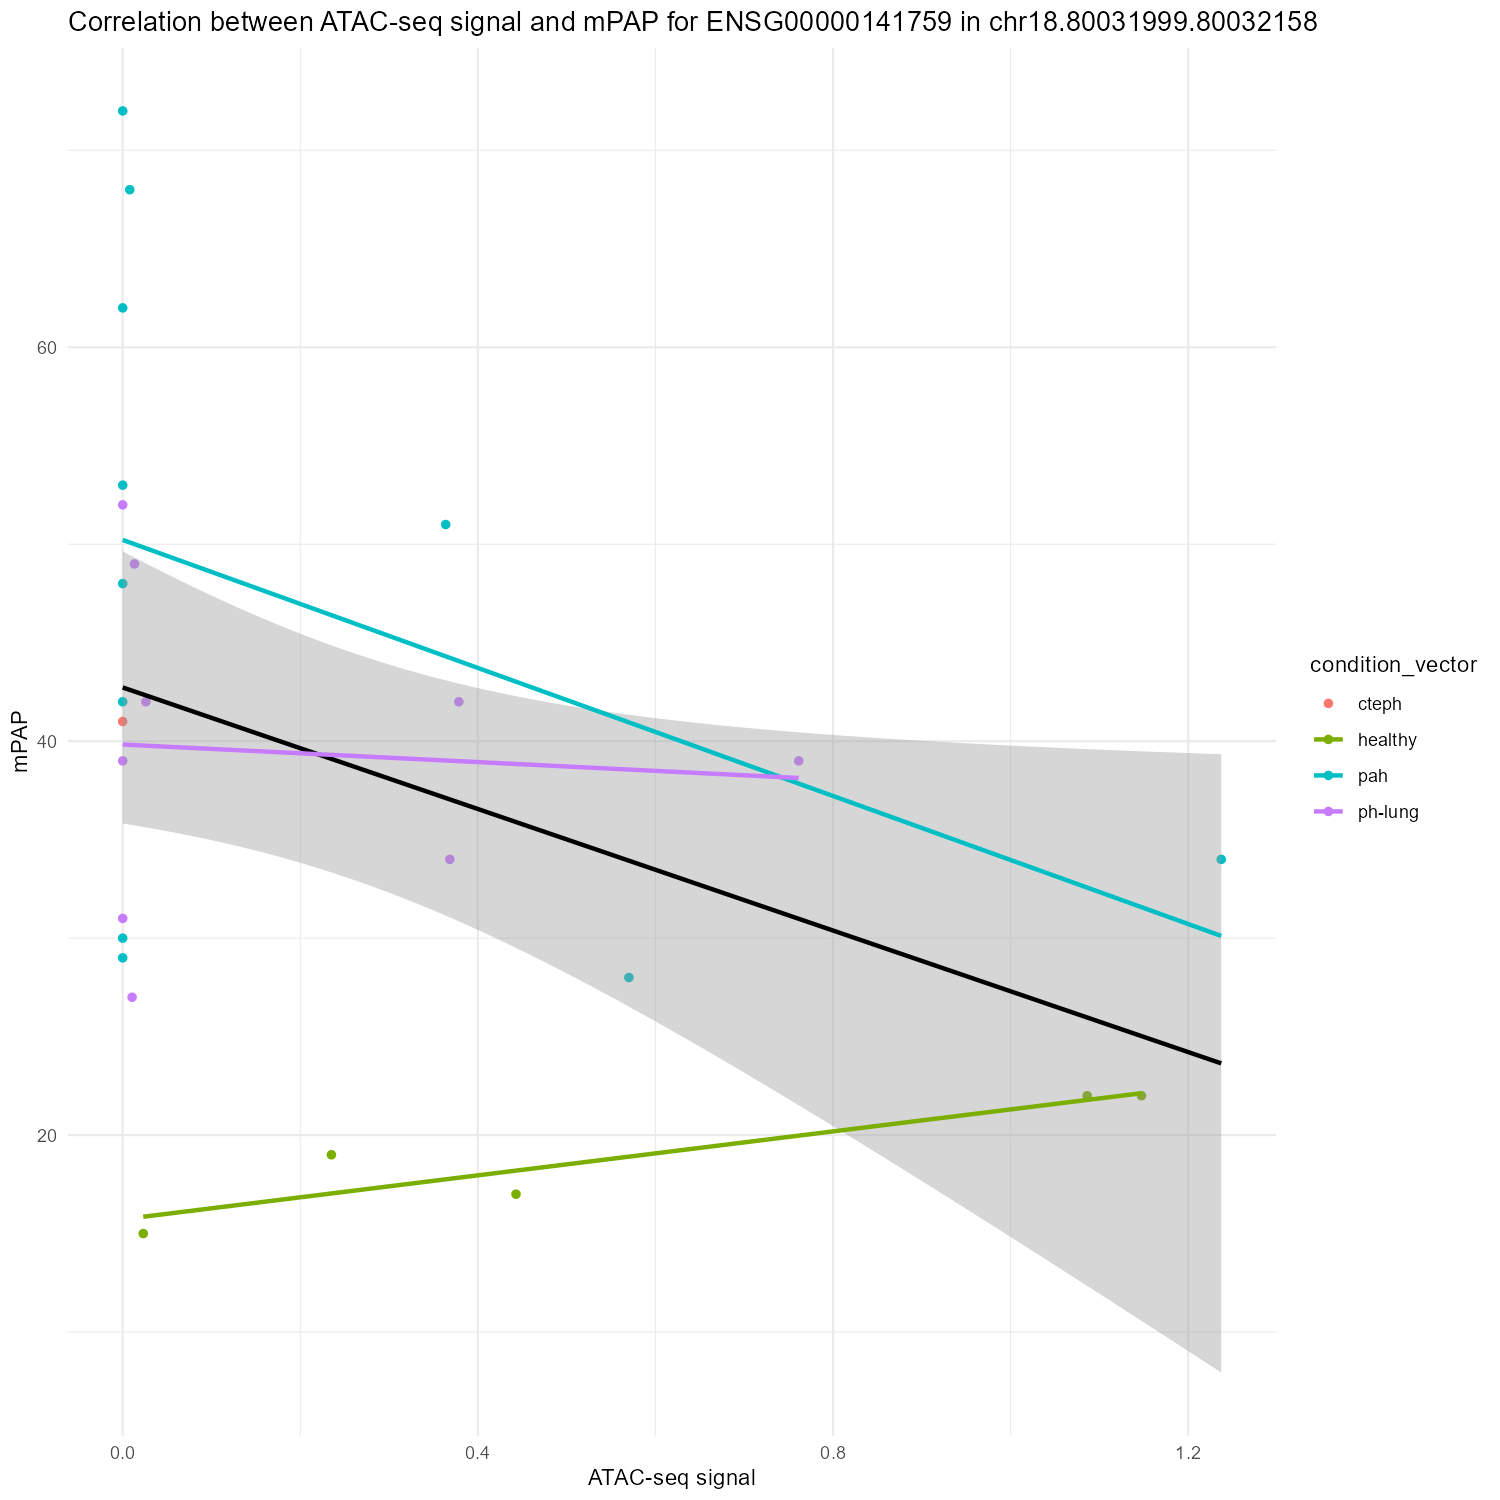 Correlation between ATAC-seq signal and mPAP for ENSG00000141759 in chr18.80031999.80032158
60
40
20
mPAP
0.0
0.4
0.8
1.2
ATAC-seq signal
condition_vector
cteph
healthy
pah
ph-lung